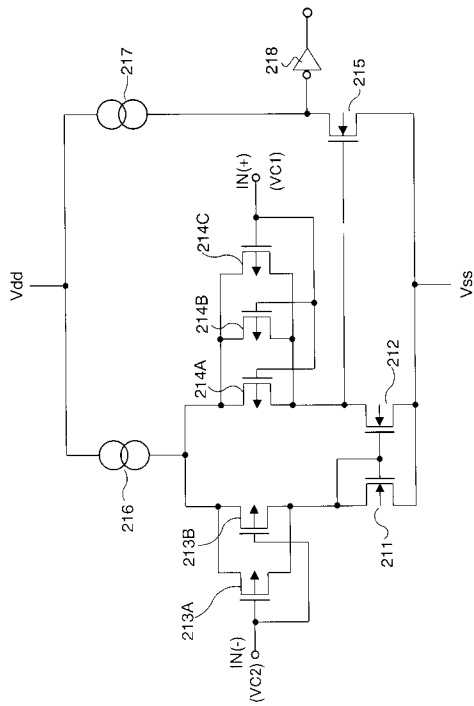 Vdd
217
216
218
215
IN(+)
(VC1)
214C
214B
214A
213B
213A
IN(-)
(VC2)
212
211
Vss